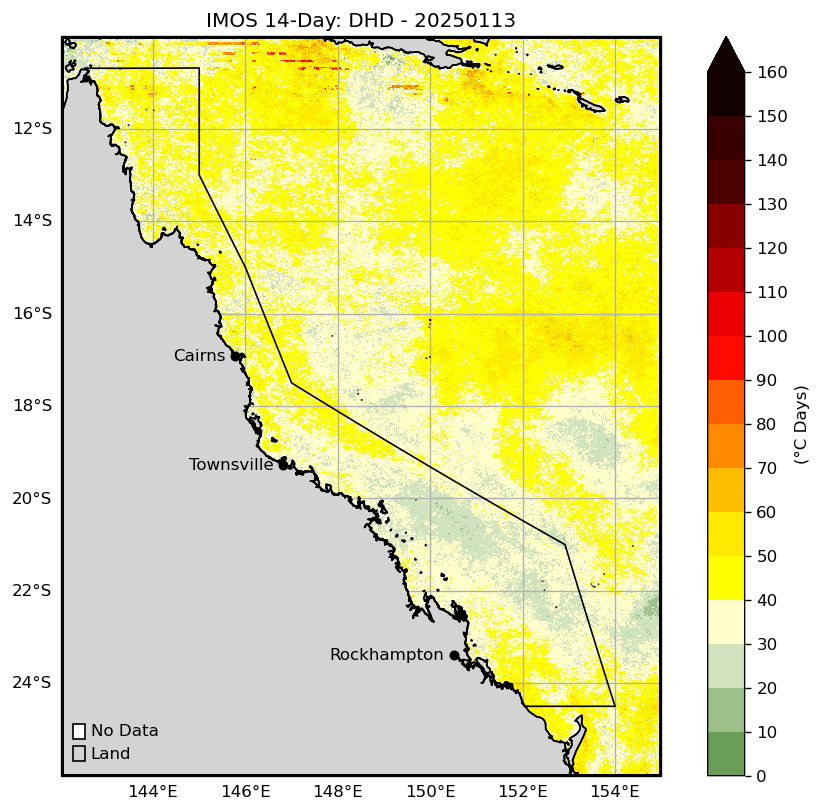 IMOS 14-Day: DHD - 20250113
12°S
14°S
16°S
18°S
20°S
22°S
24°S
Cairns
Townsville
Rockhampton
No Data
Land
144°E 146°E 148°E 150°E 152°E 154°E
160
150
140
130
120
110
100
90
80
70
60
50
40
30
20
10
0
(°C Days)